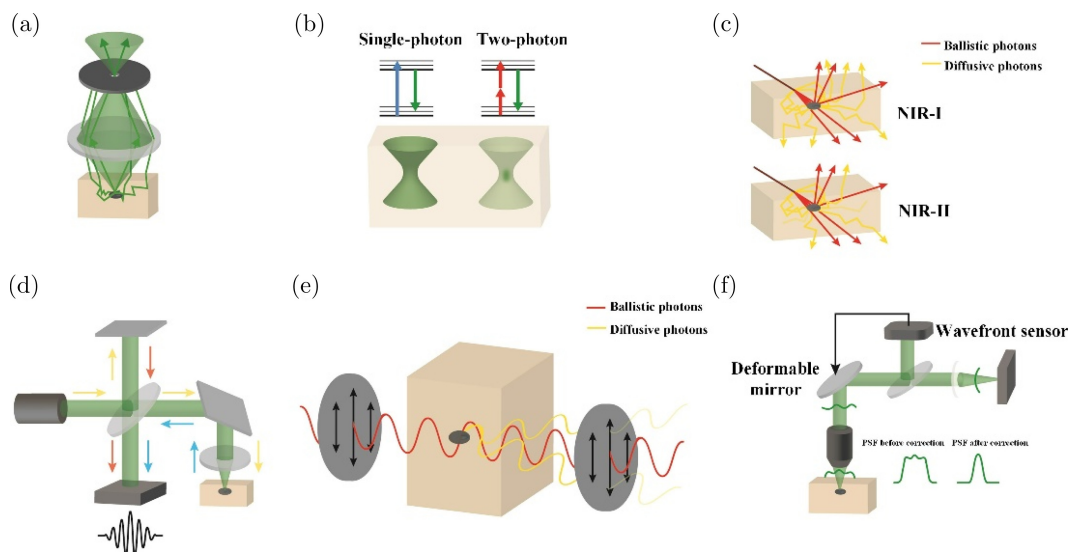 (a)
(b)
Single-photon Two-photon
(c)
Ballistic photons
Diffusive photons
NIR-I
NIR-II
(d)
(e)
Ballistic photons
Diffusive photons
(f)
Wavefront sensor
Deformable
mirror
PSF before correction PSF after correction